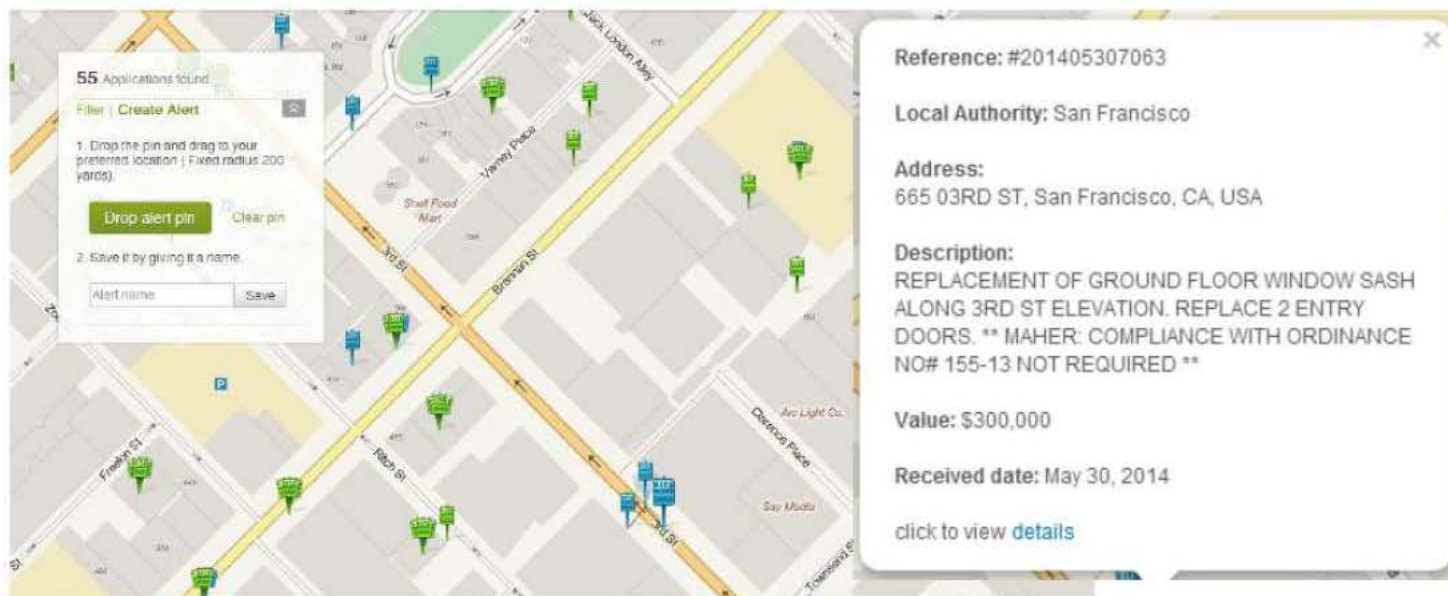 55 Applications found
Filter | Create Alert
1. Drop the pin and drag to your
preferred location ( Fixed radius 200
yards).
Drop alert pin
Clear pin
2. Save it by giving it a name.
Alert name
Save
Jack London Alley
Varney Place
Shell Food
Mart
3rd St
Brannan St
P
Freelon St
Ritch St
Clarence Place
Arc Light Co.
Say Media
3rd St
Townsend St
Reference: #201405307063
Local Authority: San Francisco
Address:
665 03RD ST, San Francisco, CA, USA
Description:
REPLACEMENT OF GROUND FLOOR WINDOW SASH
ALONG 3RD ST ELEVATION. REPLACE 2 ENTRY
DOORS. ** MAHER: COMPLIANCE WITH ORDINANCE
NO# 155-13 NOT REQUIRED **
Value: $300,000
Received date: May 30, 2014
click to view details